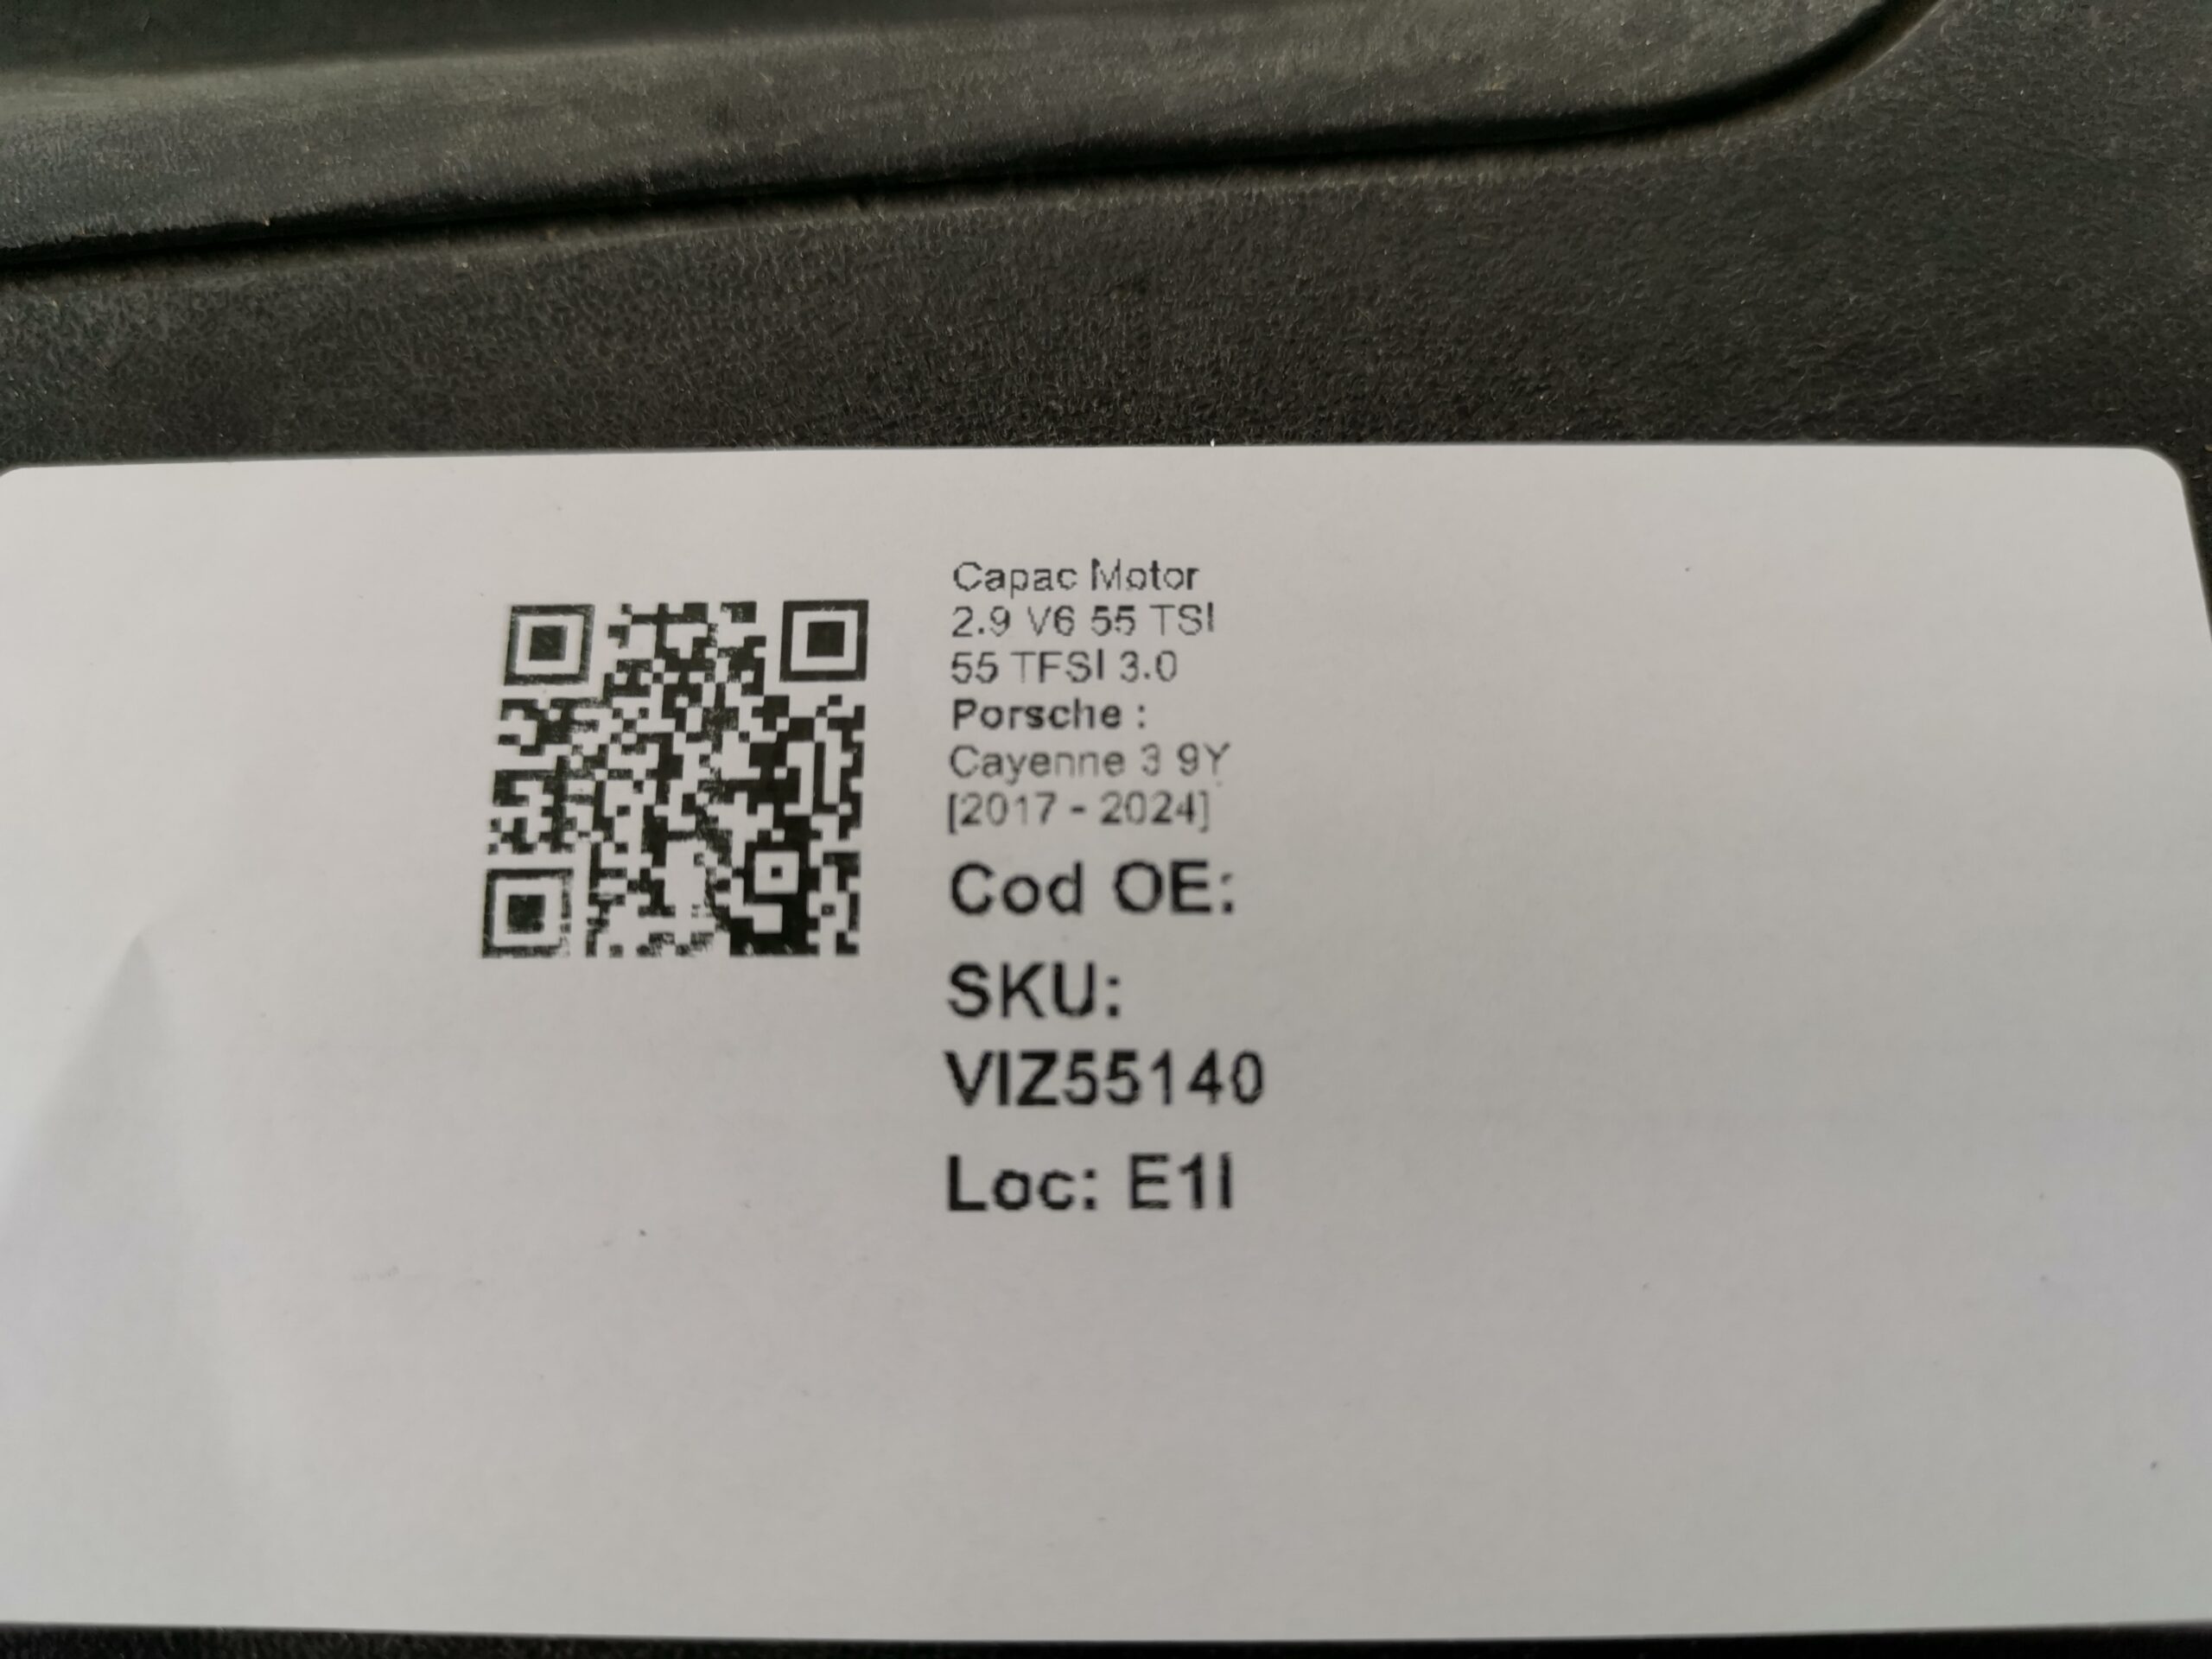 Capac Motor
2.9 V6 55 TSI
55 TFSI 3.0
Porsche :
Cayenne 3 9Y
[2017 - 2024]
Cod OE:
SKU:
VIZ55140
Loc: E1I